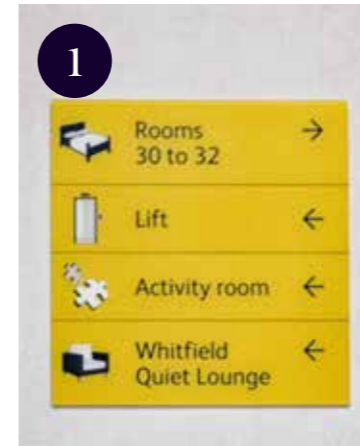 1
Rooms →
30 to 32
Lift ←
Activity room ←
Whitfield ←
Quiet Lounge